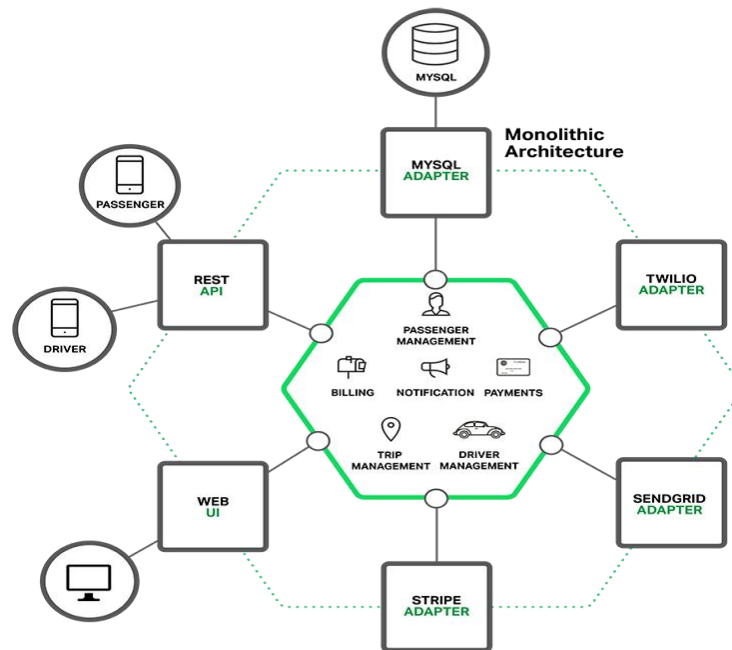 MYSQL
Monolithic
Architecture
MYSQL
ADAPTER
PASSENGER
REST
API
TWILIO
ADAPTER
DRIVER
PASSENGER
MANAGEMENT
BILLING
NOTIFICATION
PAYMENTS
TRIP
MANAGEMENT
DRIVER
MANAGEMENT
WEB
UI
SENDGRID
ADAPTER
STRIPE
ADAPTER